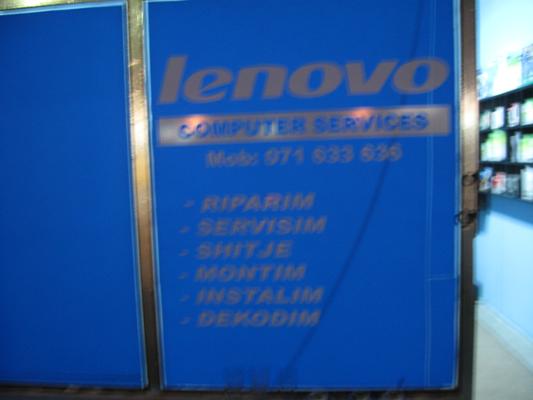 lenovo
COMPUTER SERVICES
Mob: 071 633 636
- RIPARIM
- SERVISIM
- SHITJE
- MONTIM
- INSTALIM
- DEKODIM